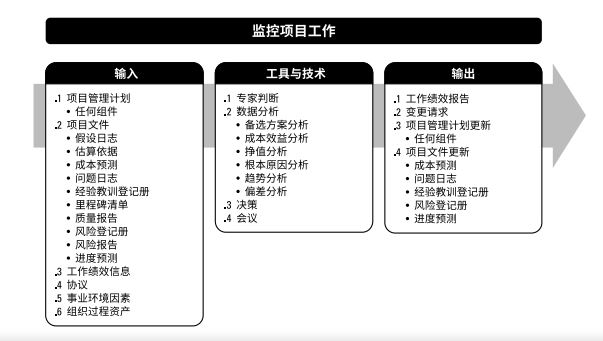 监控项目工作
输入
.1 项目管理计划
• 任何组件
.2 项目文件
• 假设日志
• 估算依据
• 成本预测
• 问题日志
• 经验教训登记册
• 里程碑清单
• 质量报告
• 风险登记册
• 风险报告
• 进度预测
.3 工作绩效信息
.4 协议
.5 事业环境因素
.6 组织过程资产
工具与技术
.1 专家判断
.2 数据分析
• 备选方案分析
• 成本效益分析
• 挣值分析
• 根本原因分析
• 趋势分析
• 偏差分析
.3 决策
.4 会议
输出
.1 工作绩效报告
.2 变更请求
.3 项目管理计划更新
• 任何组件
.4 项目文件更新
• 成本预测
• 问题日志
• 经验教训登记册
• 风险登记册
• 进度预测